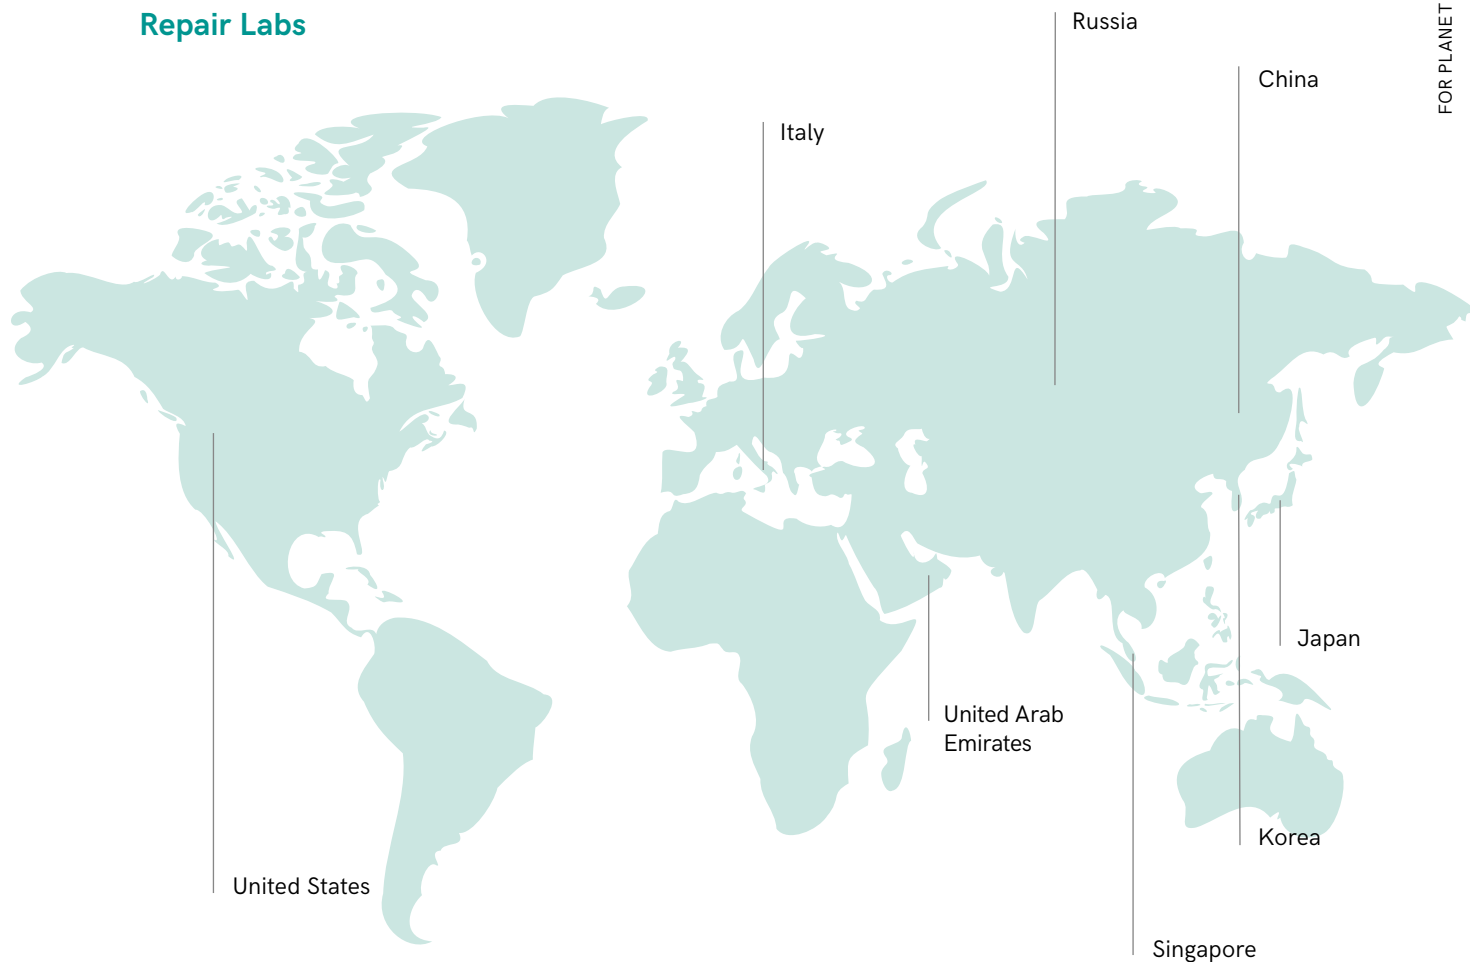 Repair Labs
Russia
FOR PLANET
China
Italy
Japan
United Arab
Emirates
Korea
United States
Singapore